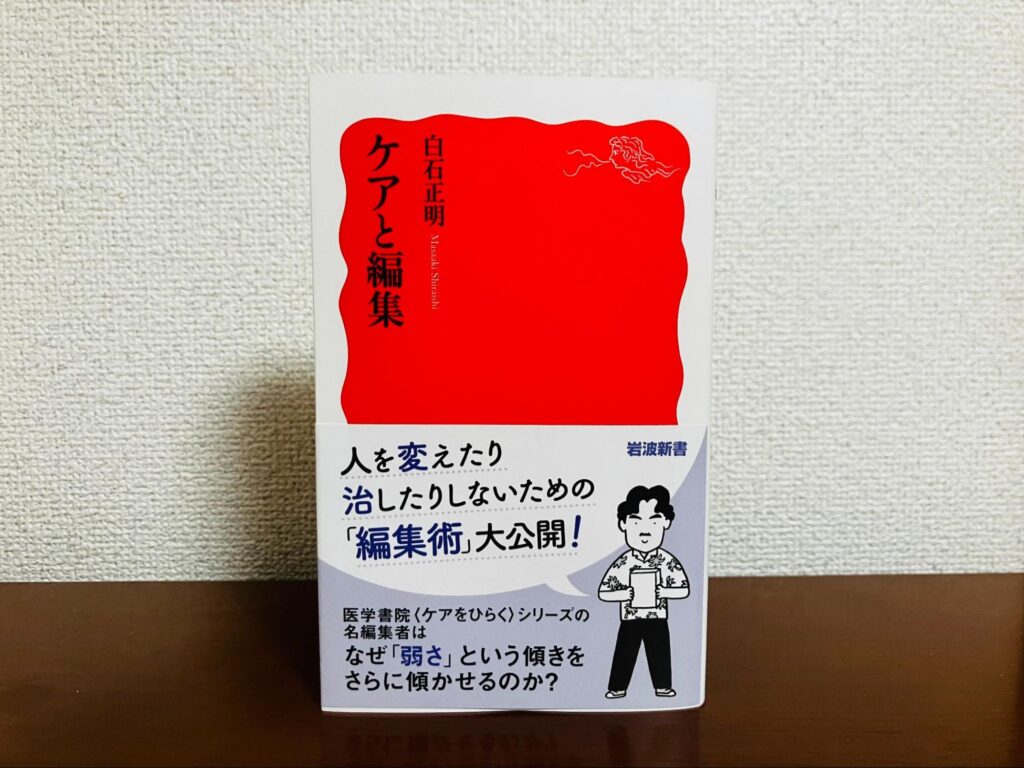 ケアと編集
白石正明 Masaaki Shiraishi
岩波新書
人を変えたり
治したりしないための
「編集術」大公開!
医学書院〈ケアをひらく〉シリーズの
名編集者は
なぜ「弱さ」という傾きを
さらに傾かせるのか?